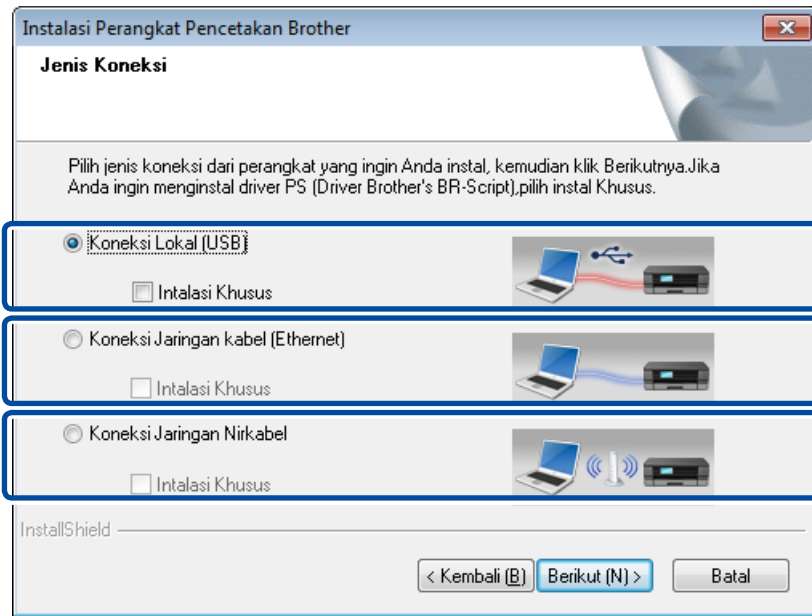 Instalasi Perangkat Pencetakan Brother
Jenis Koneksi
Pilih jenis koneksi dari perangkat yang ingin Anda instal, kemudian klik Berikutnya.Jika
Anda ingin menginstal driver PS (Driver Brother's BR-Script),pilih instal Khusus.
Koneksi Lokal (USB)
Intalasi Khusus
Koneksi Jaringan kabel (Ethernet)
Intalasi Khusus
Koneksi Jaringan Nirkabel
Intalasi Khusus
InstallShield
< Kembali (B) Berikut (N) > Batal